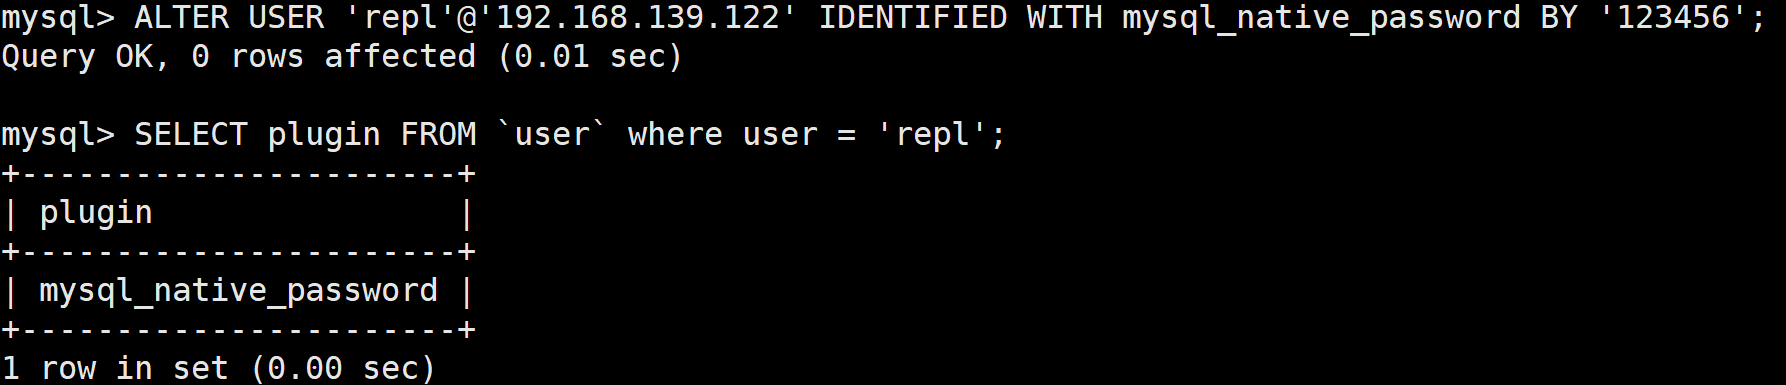 mysql> ALTER USER 'repl'@'192.168.139.122' IDENTIFIED WITH mysql_native_password BY '123456';
Query OK, 0 rows affected (0.01 sec)
mysql> SELECT plugin FROM `user` where user = 'repl';
+-----------------------+
| plugin                |
+-----------------------+
| mysql_native_password |
+-----------------------+
1 row in set (0.00 sec)